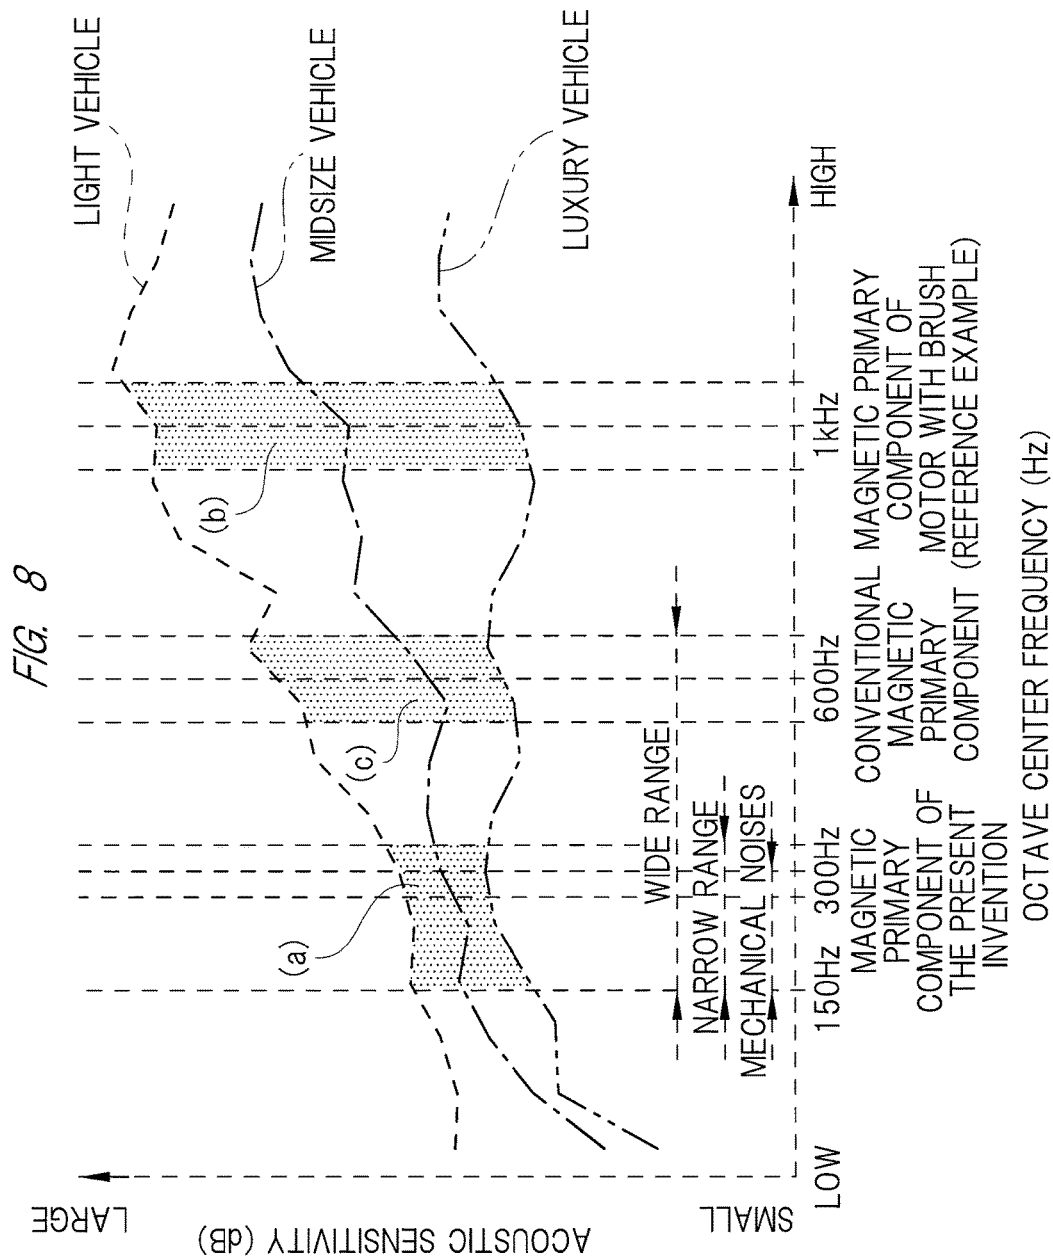 FIG. 8
LARGE
ACOUSTIC SENSITIVITY (dB)
SMALL
LIGHT VEHICLE
MIDSIZE VEHICLE
LUXURY VEHICLE
(a)
(b)
(c)
WIDE RANGE
NARROW RANGE
MECHANICAL NOISES
LOW
150Hz
300Hz
600Hz
1kHz
HIGH
MAGNETIC
PRIMARY
COMPONENT OF
THE PRESENT
INVENTION
CONVENTIONAL
MAGNETIC
PRIMARY
COMPONENT
MAGNETIC PRIMARY
COMPONENT OF
MOTOR WITH BRUSH
(REFERENCE EXAMPLE)
OCTAVE CENTER FREQUENCY (Hz)